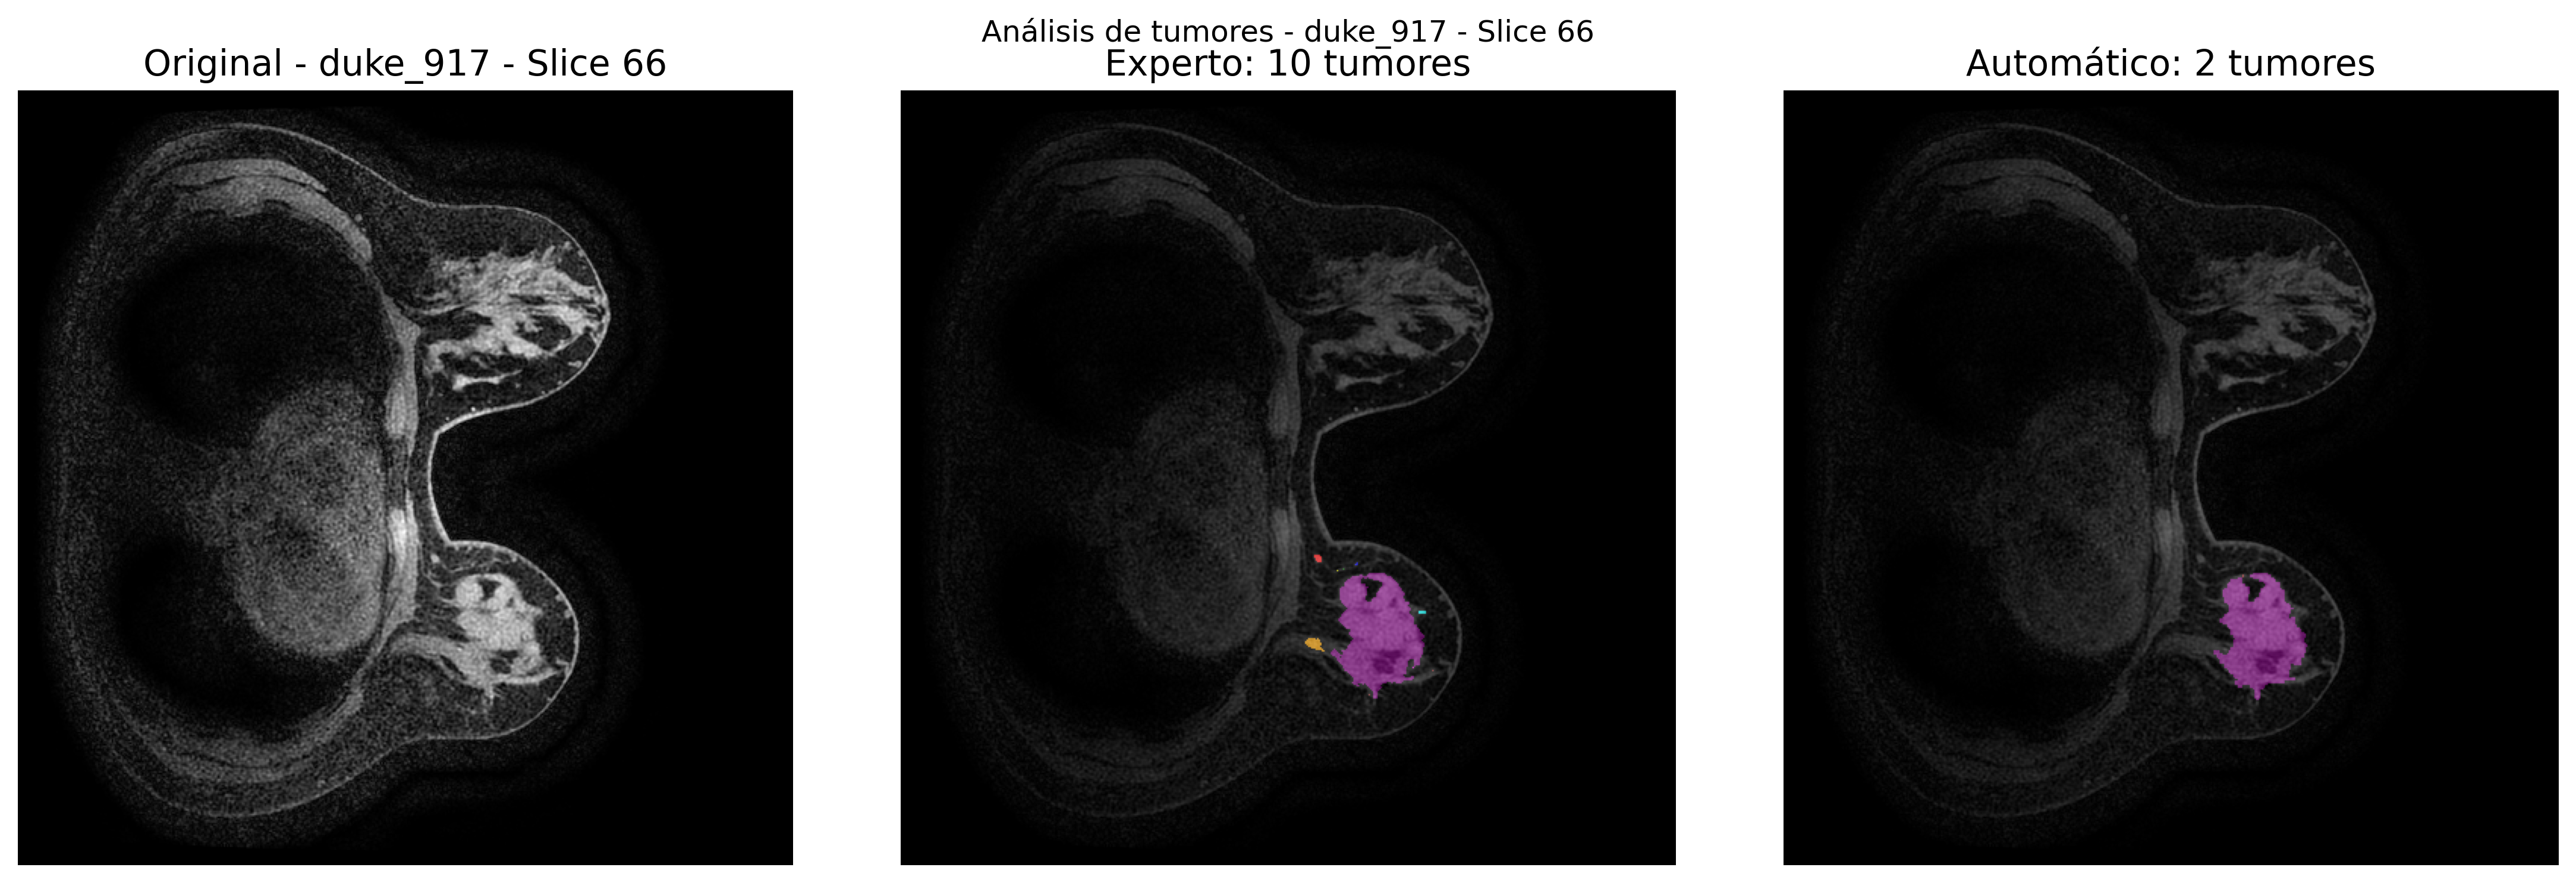 Análisis de tumores - duke_917 - Slice 66
Original - duke_917 - Slice 66
Experto: 10 tumores
Automático: 2 tumores